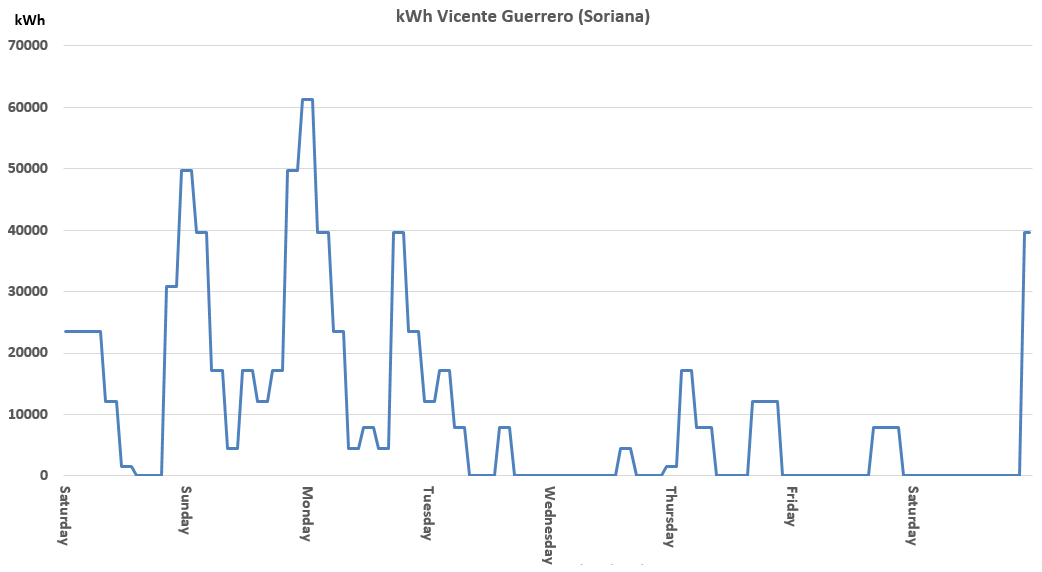 kWh Vicente Guerrero (Soriana)
kWh
70000
60000
50000
40000
30000
20000
10000
0
Saturday
Sunday
Monday
Tuesday
Wednesday
Thursday
Friday
Saturday